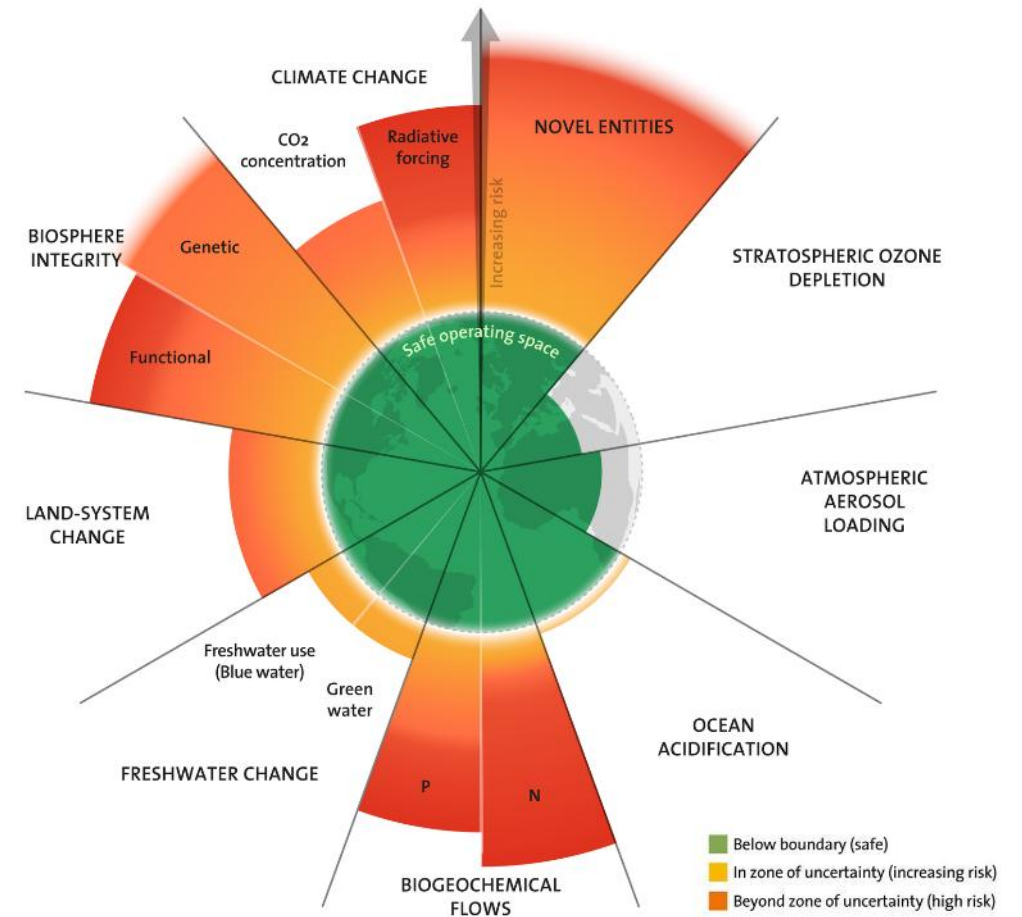 CLIMATE CHANGE
CO2
concentration
Radiative
forcing
Increasing risk
NOVEL ENTITIES
STRATOSPHERIC OZONE
DEPLETION
ATMOSPHERIC
AEROSOL
LOADING
OCEAN
ACIDIFICATION
BIOGEOCHEMICAL
FLOWS
P
N
FRESHWATER CHANGE
Freshwater use
(Blue water)
Green
water
LAND-SYSTEM
CHANGE
BIOSPHERE
INTEGRITY
Genetic
Functional
Safe operating space
Below boundary (safe)
In zone of uncertainty (increasing risk)
Beyond zone of uncertainty (high risk)